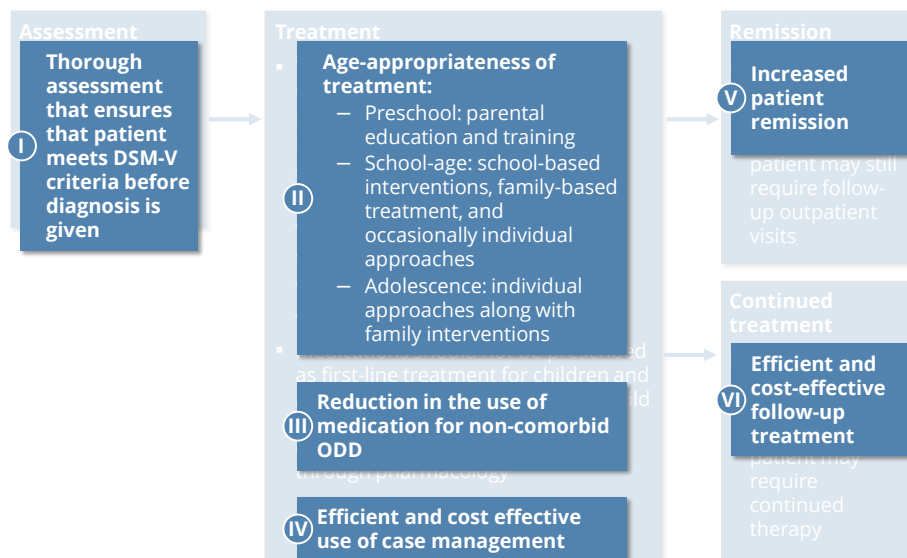 Assessment
I
Thorough
assessment
that ensures
that patient
meets DSM-V
criteria before
diagnosis is
given
Treatment
II
Age-appropriateness of
treatment:
– Preschool: parental
education and training
– School-age: school-based
interventions, family-based
treatment, and
occasionally individual
approaches
– Adolescence: individual
approaches along with
family interventions
as first-line treatment for children and
III
Reduction in the use of
medication for non-comorbid
ODD
through pharmacology
IV
Efficient and cost effective
use of case management
Remission
V
Increased
patient
remission
patient may still
require follow-
up outpatient
visits
Continued
treatment
VI
Efficient and
cost-effective
follow-up
treatment
patient may
require
continued
therapy